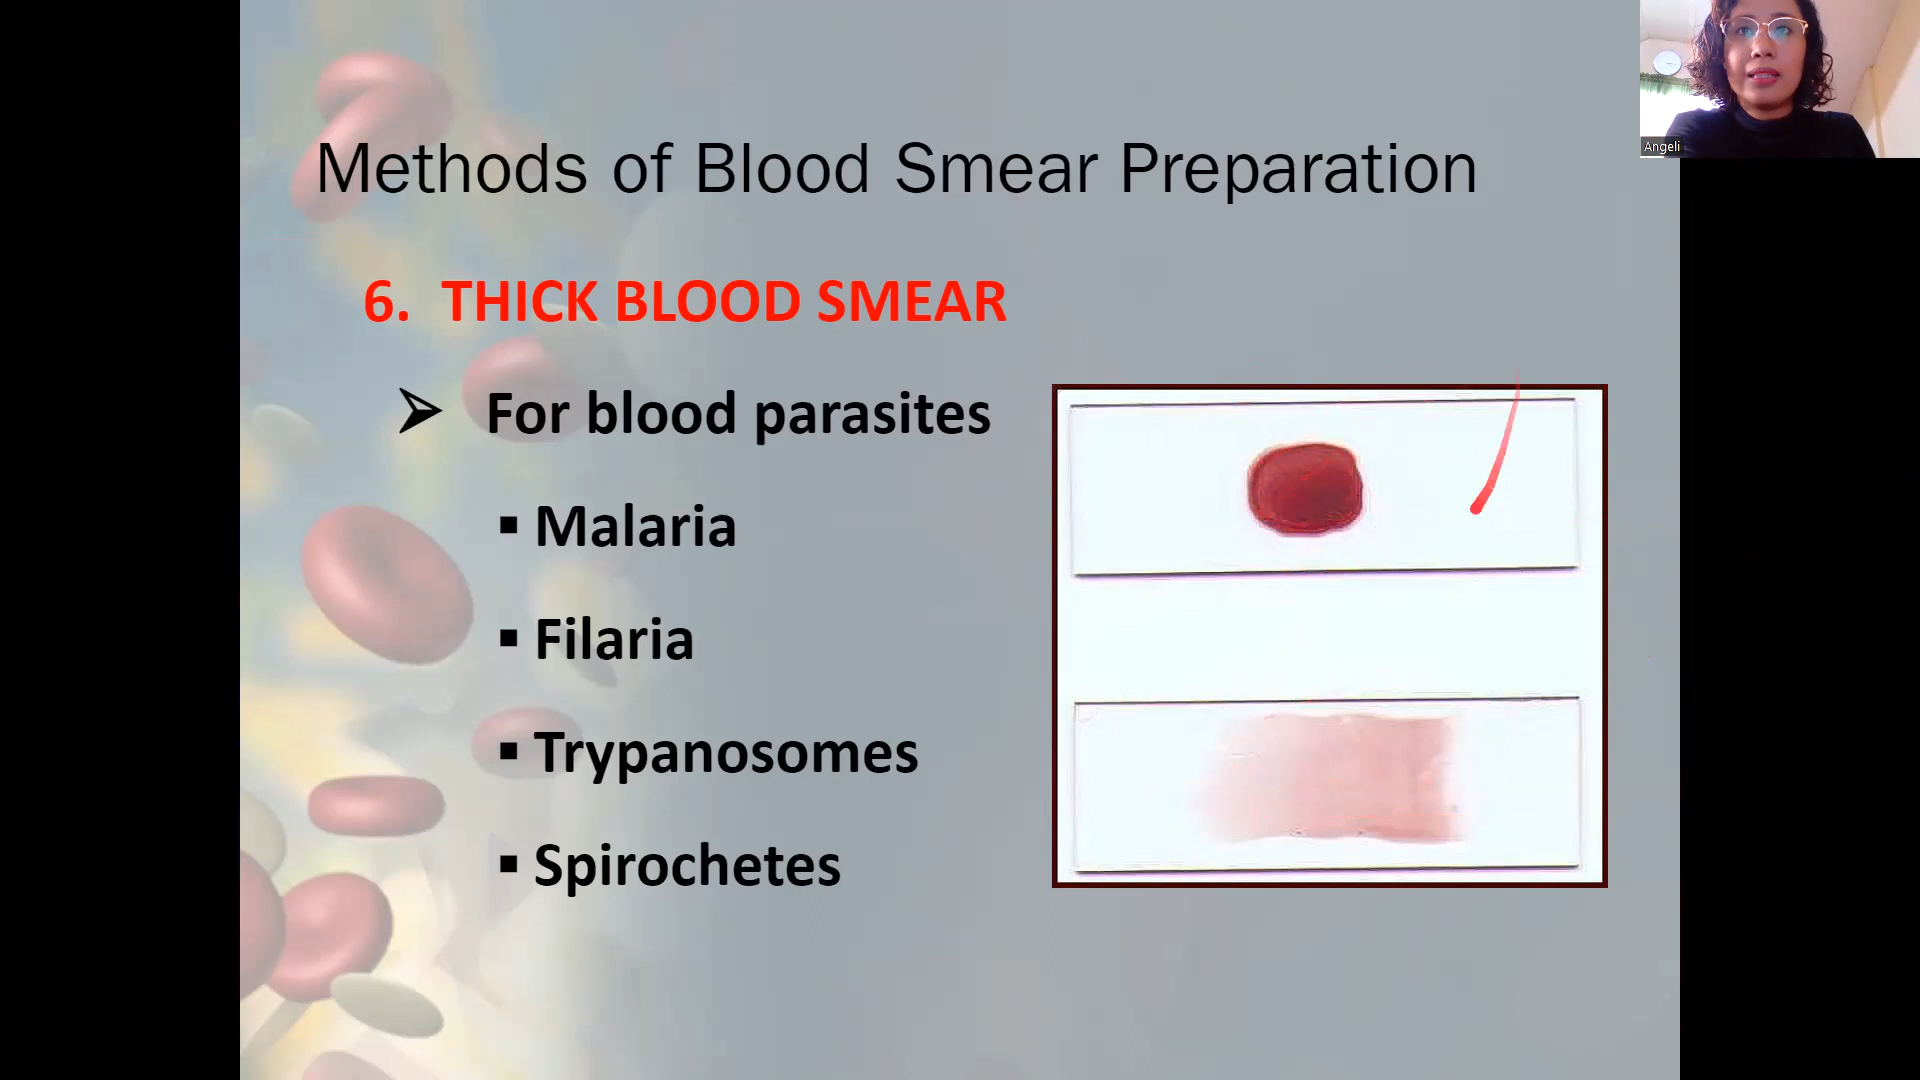 Methods of Blood Smear Preparation
6. THICK BLOOD SMEAR
➢ For blood parasites
▪ Malaria
▪ Filaria
▪ Trypanosomes
▪ Spirochetes
Angeli